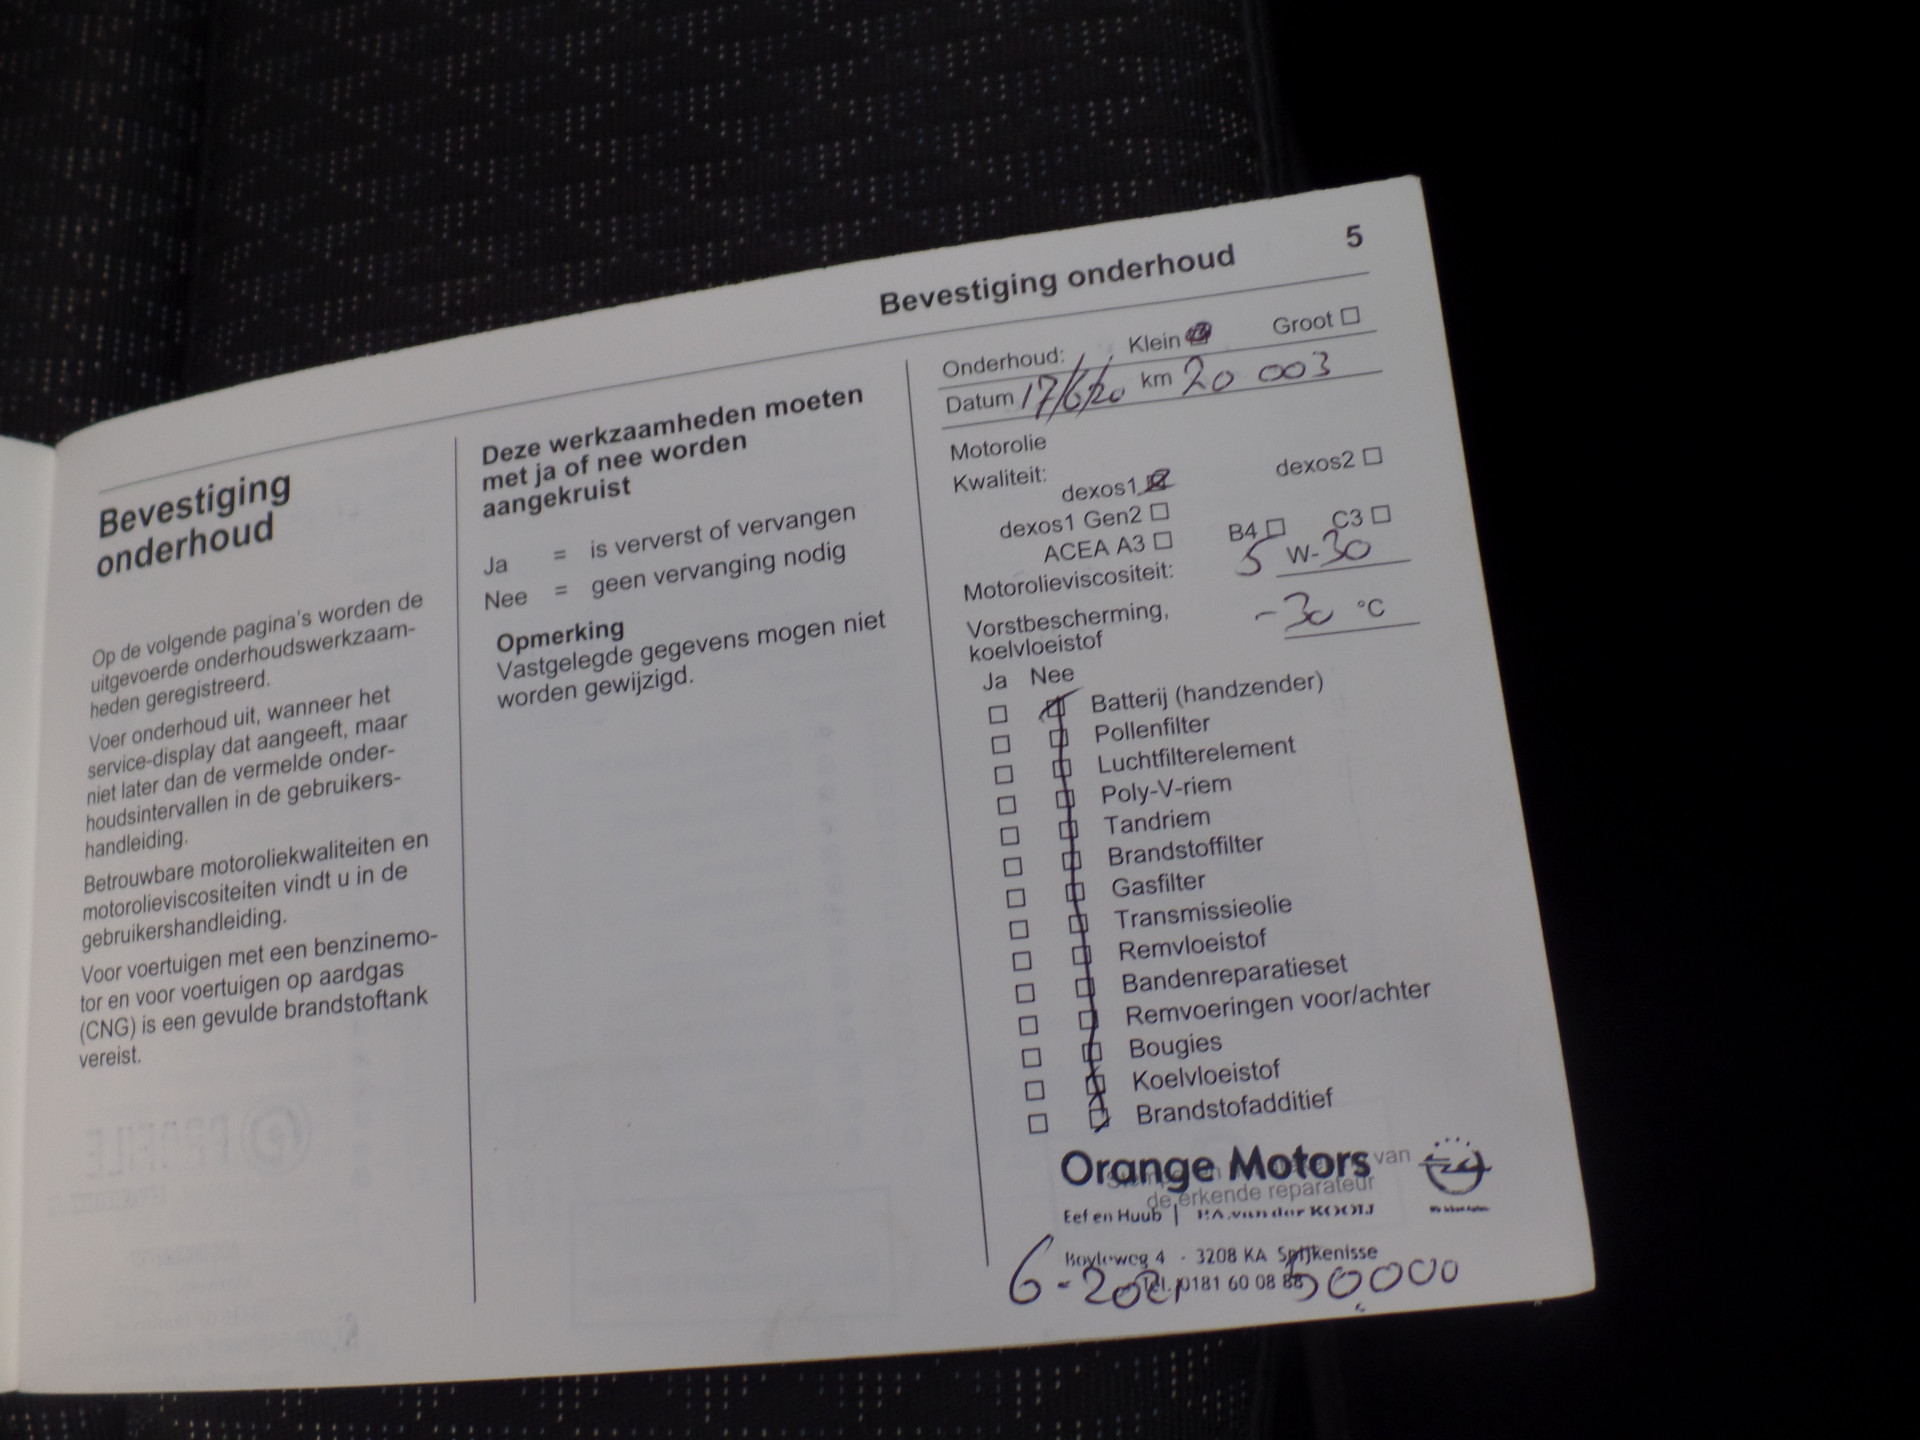 Bevestiging onderhoud 5
Bevestiging
onderhoud
Op de volgende pagina's worden de
uitgevoerde onderhoudswerkzaam-
heden geregistreerd.
Voer onderhoud uit, wanneer het
service-display dat aangeeft, maar
niet later dan de vermelde onder-
houdsintervallen in de gebruikers-
handleiding.
Betrouwbare motoroliekwaliteiten en
motorolieviscositeiten vindt u in de
gebruikershandleiding.
Voor voertuigen met een benzinemo-
tor en voor voertuigen op aardgas
(CNG) is een gevulde brandstoftank
vereist.
Deze werkzaamheden moeten
met ja of nee worden
aangekruist
Ja = is ververst of vervangen
Nee = geen vervanging nodig
Opmerking
Vastgelegde gegevens mogen niet
worden gewijzigd.
Onderhoud: Klein Groot
Datum 17/6/20 km 20 003
Motorolie
Kwaliteit:
dexos1 dexos2
dexos1 Gen2
ACEA A3 B4 C3
Motorolieviscositeit: 5 W-30
Vorstbescherming, -30 °C
koelvloeistof
Ja Nee
Batterij (handzender)
Pollenfilter
Luchtfilterelement
Poly-V-riem
Tandriem
Brandstoffilter
Gasfilter
Transmissieolie
Remvloeistof
Bandenreparatieset
Remvoeringen voor/achter
Bougies
Koelvloeistof
Brandstofadditief
Orange Motors van
de erkende reparateur
Eef en Huub | P.A. van der KOOIJ
Boyleweg 4 - 3208 KA Spijkenisse
Tel. 0181 60 08 88
6-2021 50000